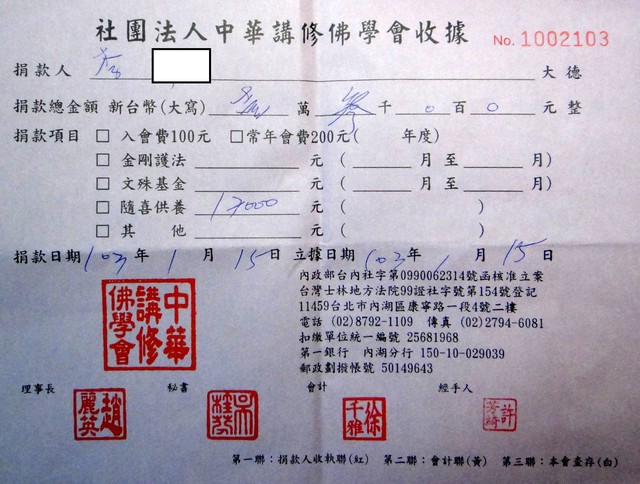 社團法人中華講修佛學會收據
No. 1002103
捐款人 大德
捐款總金額 新台幣(大寫) 萬 千 0 百 0 元整
捐款項目 □ 入會費100元 □常年會費200元( 年度)
□ 金剛護法 元 ( 月 至 月)
□ 文殊基金 元 ( 月 至 月)
□ 隨喜供養 元 ( )
□ 其 他 元 ( )
捐款日期 103 年 1 月 15 日 立據日期 103 年 1 月 15 日
內政部台內社字第0990062314號函核准立案
台灣士林地方法院99證社字號第154號登記
11459台北市內湖區康寧路一段4號二樓
電話 (02)8792-1109 傳真 (02)2794-6081
扣繳單位統一編號 25681968
第一銀行 內湖分行 150-10-029039
郵政劃撥帳號 50149643
中華講修佛學會
理事長 秘書 會計 經手人
趙麗英 吳桂芬 徐千雅 許芳綺
第一聯：捐款人收執聯(紅) 第二聯：會計聯(黃) 第三聯：本會查存(白)